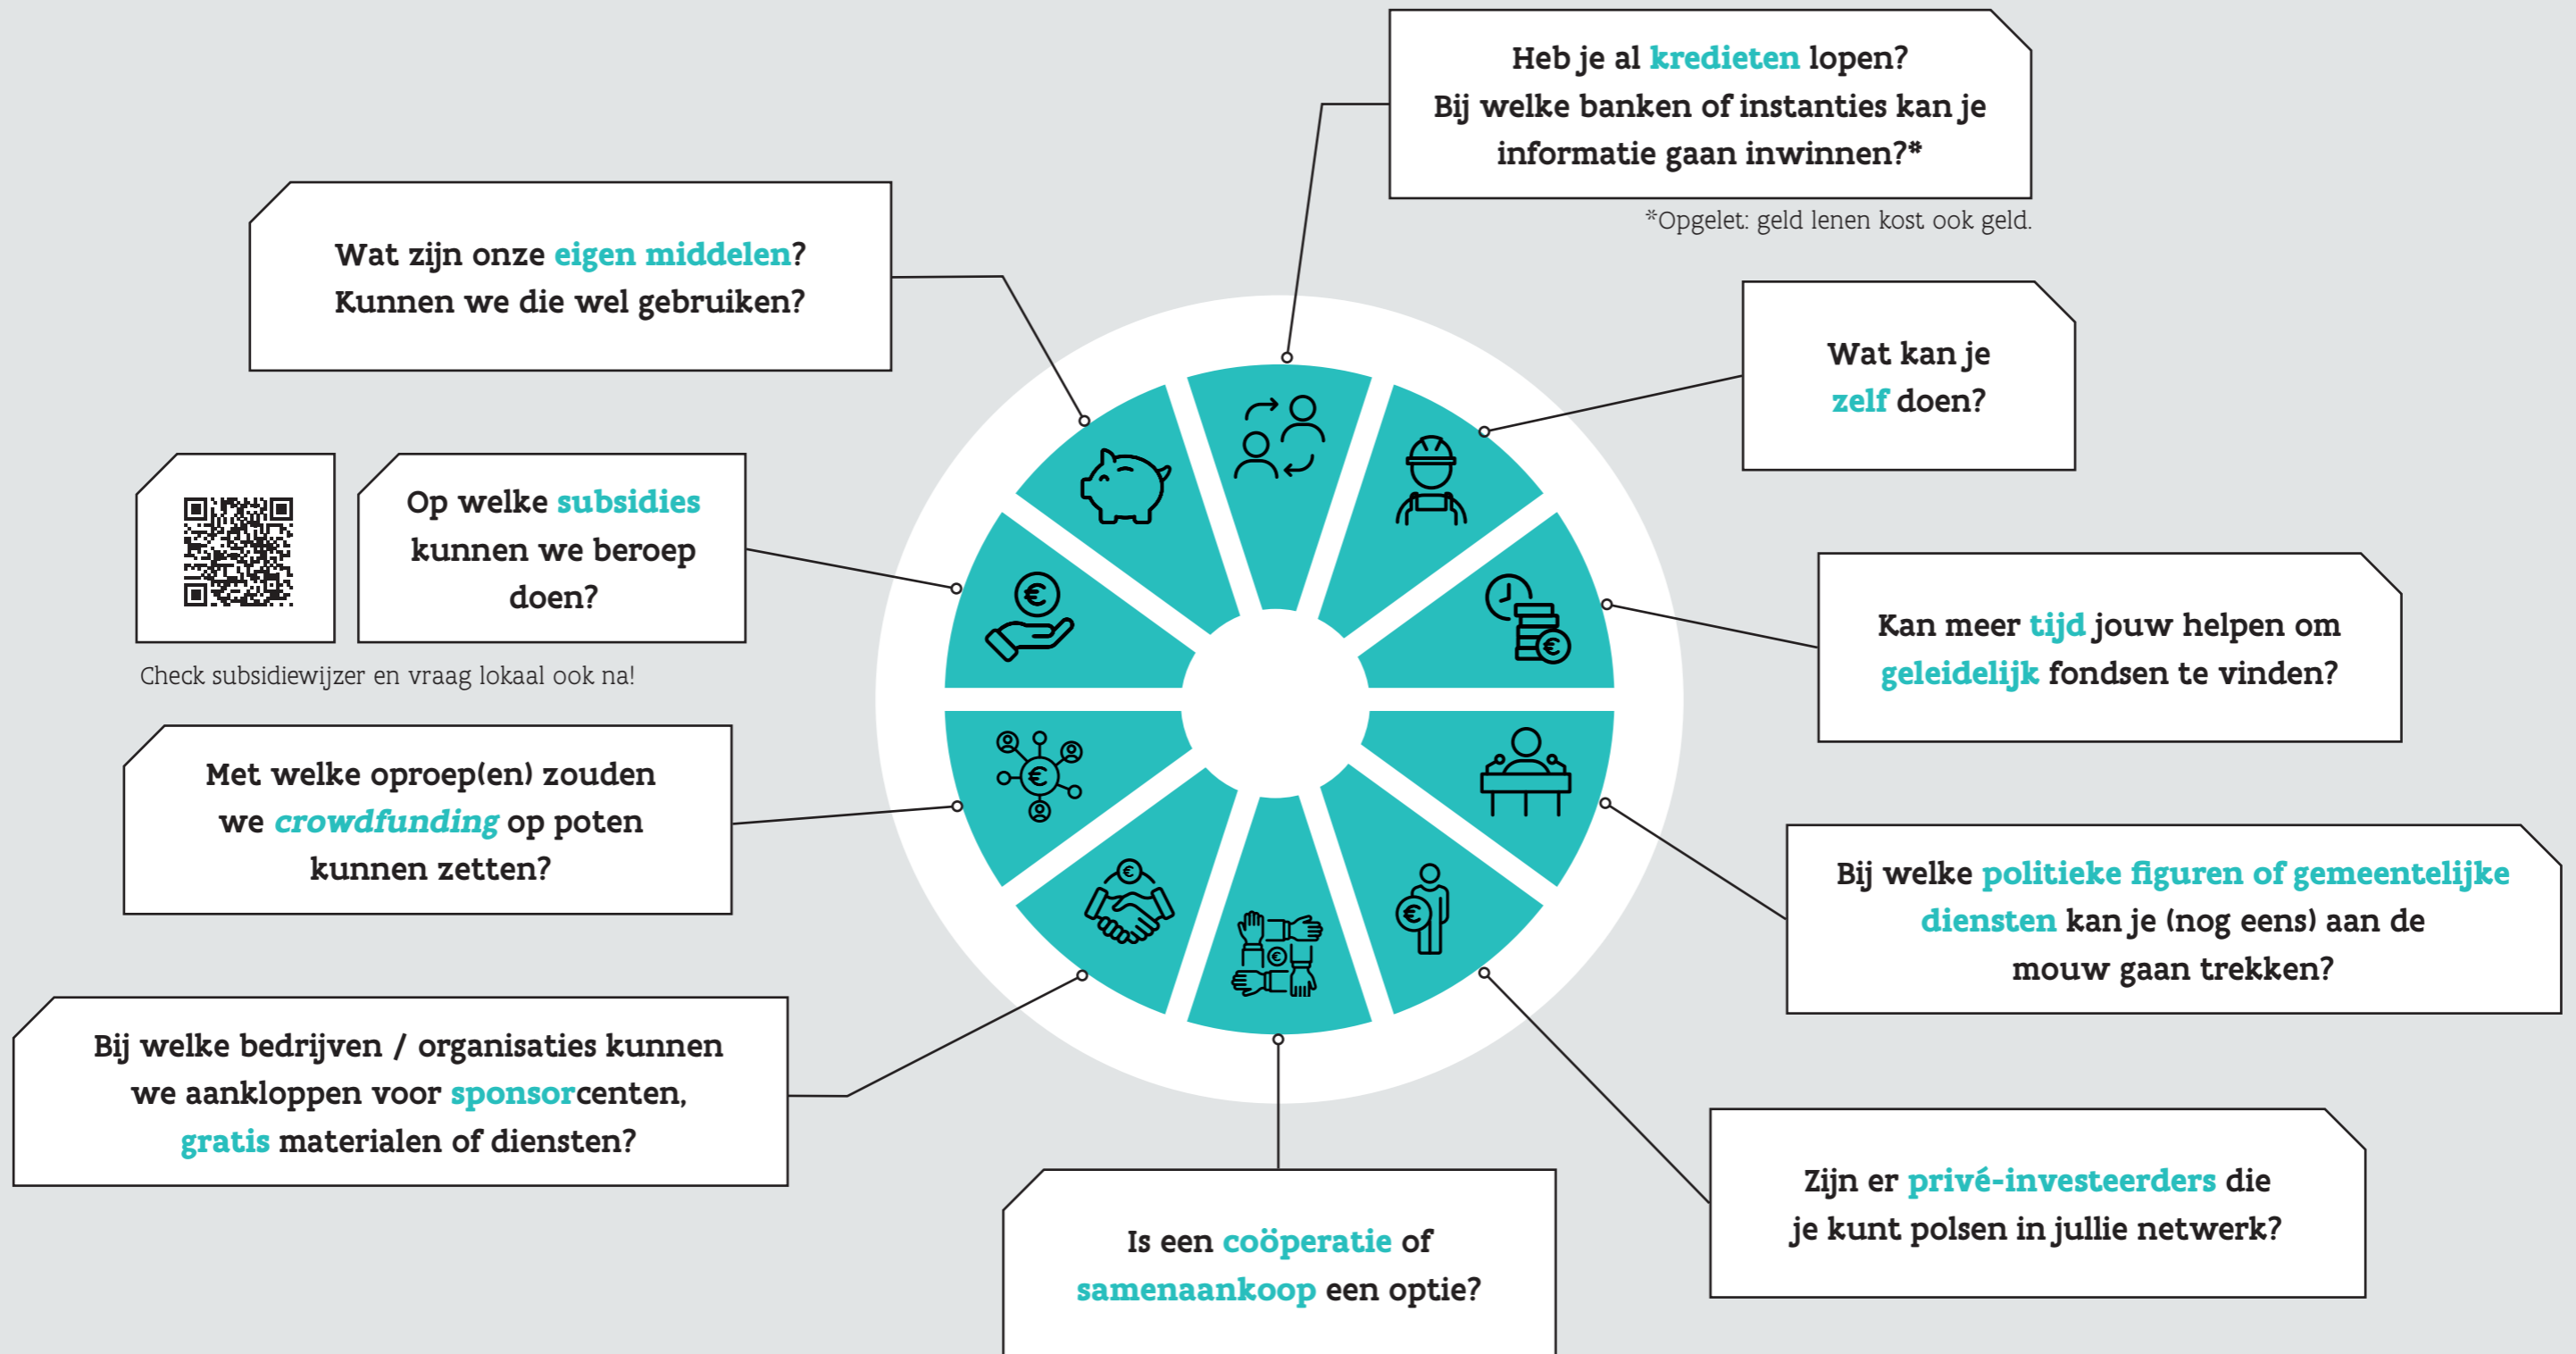 Heb je al kredieten lopen?
Bij welke banken of instanties kan je
informatie gaan inwinnen?*
*Opgelet: geld lenen kost ook geld.
Wat zijn onze eigen middelen?
Kunnen we die wel gebruiken?
Wat kan je
zelf doen?
Op welke subsidies
kunnen we beroep
doen?
Check subsidiewijzer en vraag lokaal ook na!
Kan meer tijd jouw helpen om
geleidelijk fondsen te vinden?
Met welke oproep(en) zouden
we crowdfunding op poten
kunnen zetten?
Bij welke politieke figuren of gemeentelijke
diensten kan je (nog eens) aan de
mouw gaan trekken?
Bij welke bedrijven / organisaties kunnen
we aankloppen voor sponsorcenten,
gratis materialen of diensten?
Zijn er privé-investeerders die
je kunt polsen in jullie netwerk?
Is een coöperatie of
samenaankoop een optie?